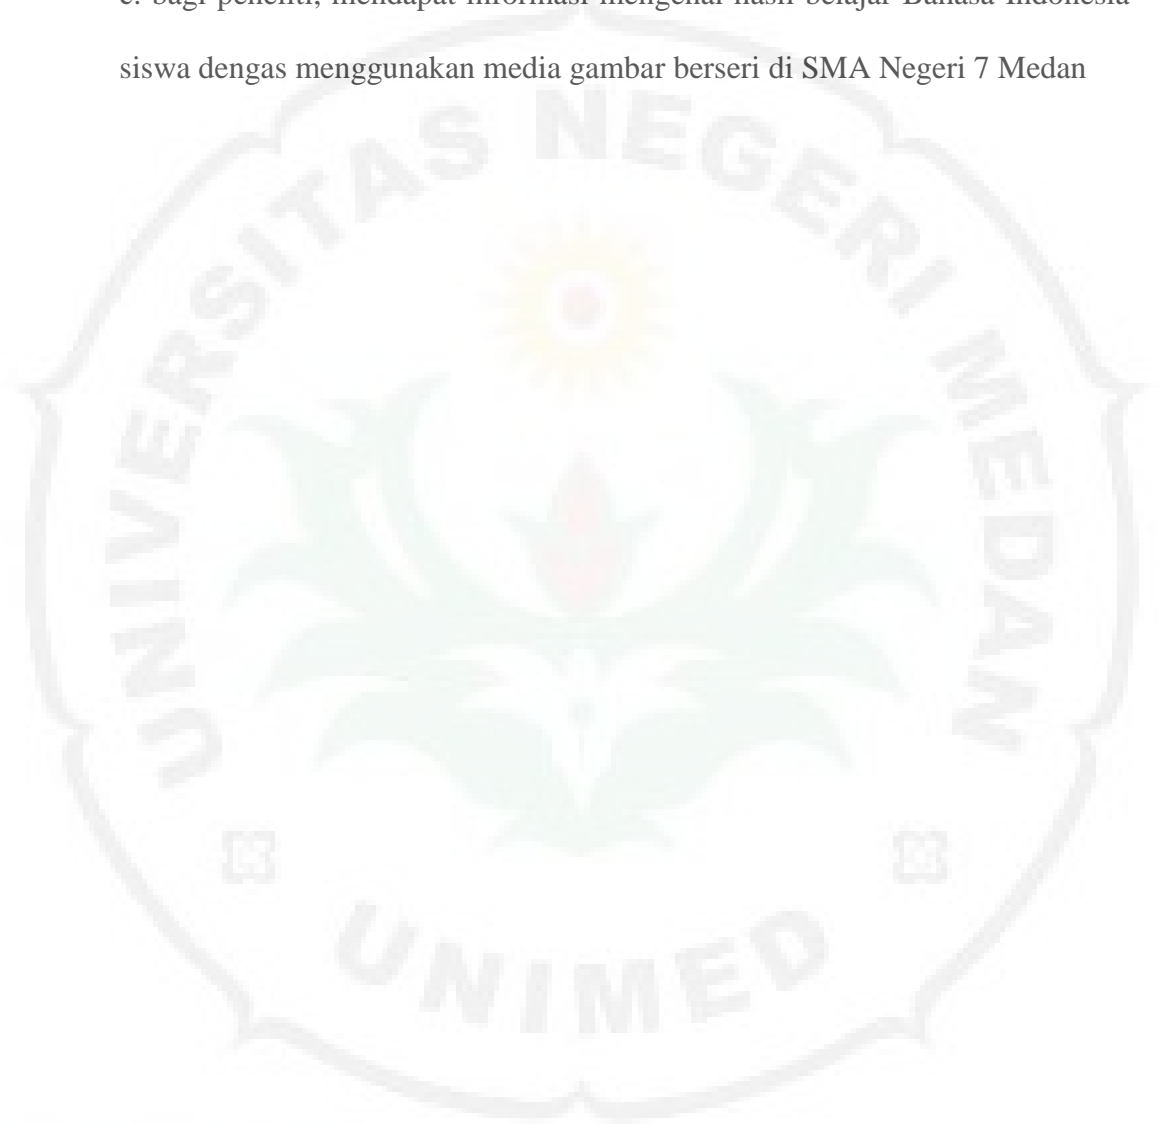 bagi peneliti, mendapat informasi mengenai hasil belajar Bahasa Indonesia
siswa dengas menggunakan media gambar berseri di SMA Negeri 7 Medan
UNIVERSITAS NEGERI MEDAN
UNIMED